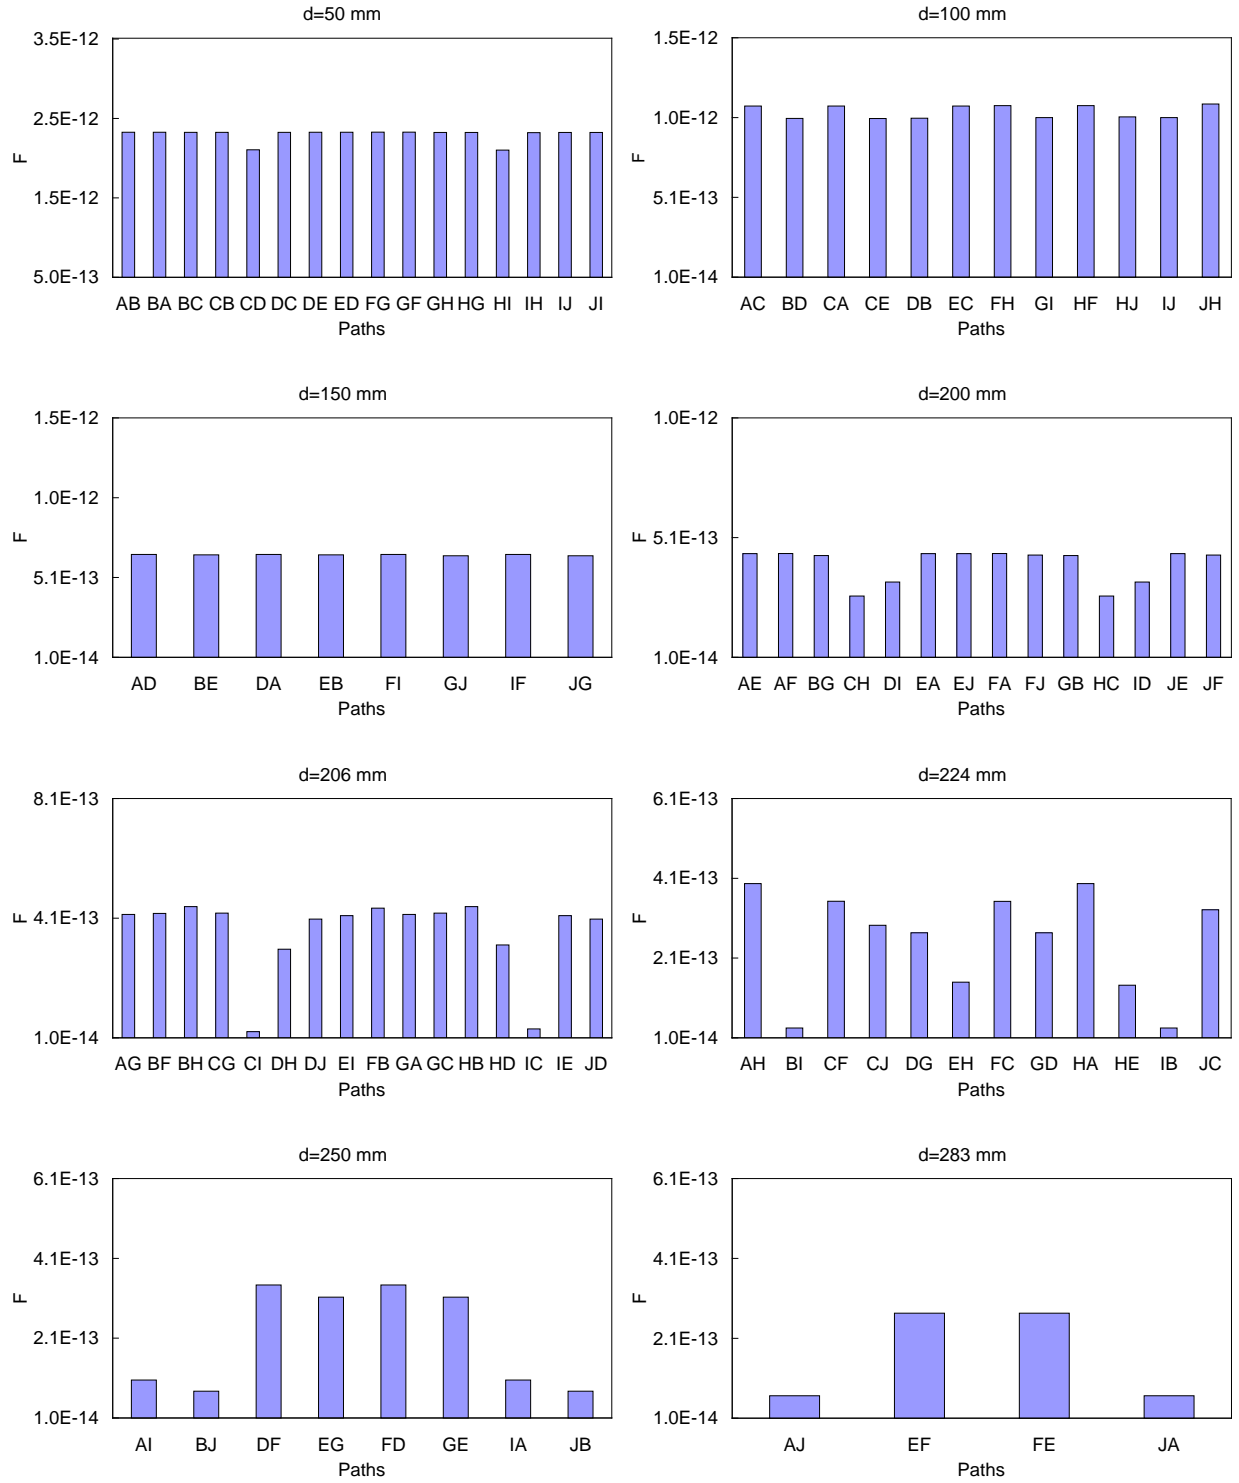 d=50 mm
3.5E-12
2.5E-12
1.5E-12
5.0E-13
F
AB BA BC CB CD DC DE ED FG GF GH HG HI IH IJ JI
Paths
d=100 mm
1.5E-12
1.0E-12
5.1E-13
1.0E-14
F
AC BD CA CE DB EC FH GI HF HJ IJ JH
Paths
d=150 mm
1.5E-12
1.0E-12
5.1E-13
1.0E-14
F
AD BE DA EB FI GJ IF JG
Paths
d=200 mm
1.0E-12
5.1E-13
1.0E-14
F
AE AF BG CH DI EA EJ FA FJ GB HC ID JE JF
Paths
d=206 mm
8.1E-13
4.1E-13
1.0E-14
F
AG BF BH CG CI DH DJ EI FB GA GC HB HD IC IE JD
Paths
d=224 mm
6.1E-13
4.1E-13
2.1E-13
1.0E-14
F
AH BI CF CJ DG EH FC GD HA HE IB JC
Paths
d=250 mm
6.1E-13
4.1E-13
2.1E-13
1.0E-14
F
AI BJ DF EG FD GE IA JB
Paths
d=283 mm
6.1E-13
4.1E-13
2.1E-13
1.0E-14
F
AJ EF FE JA
Paths